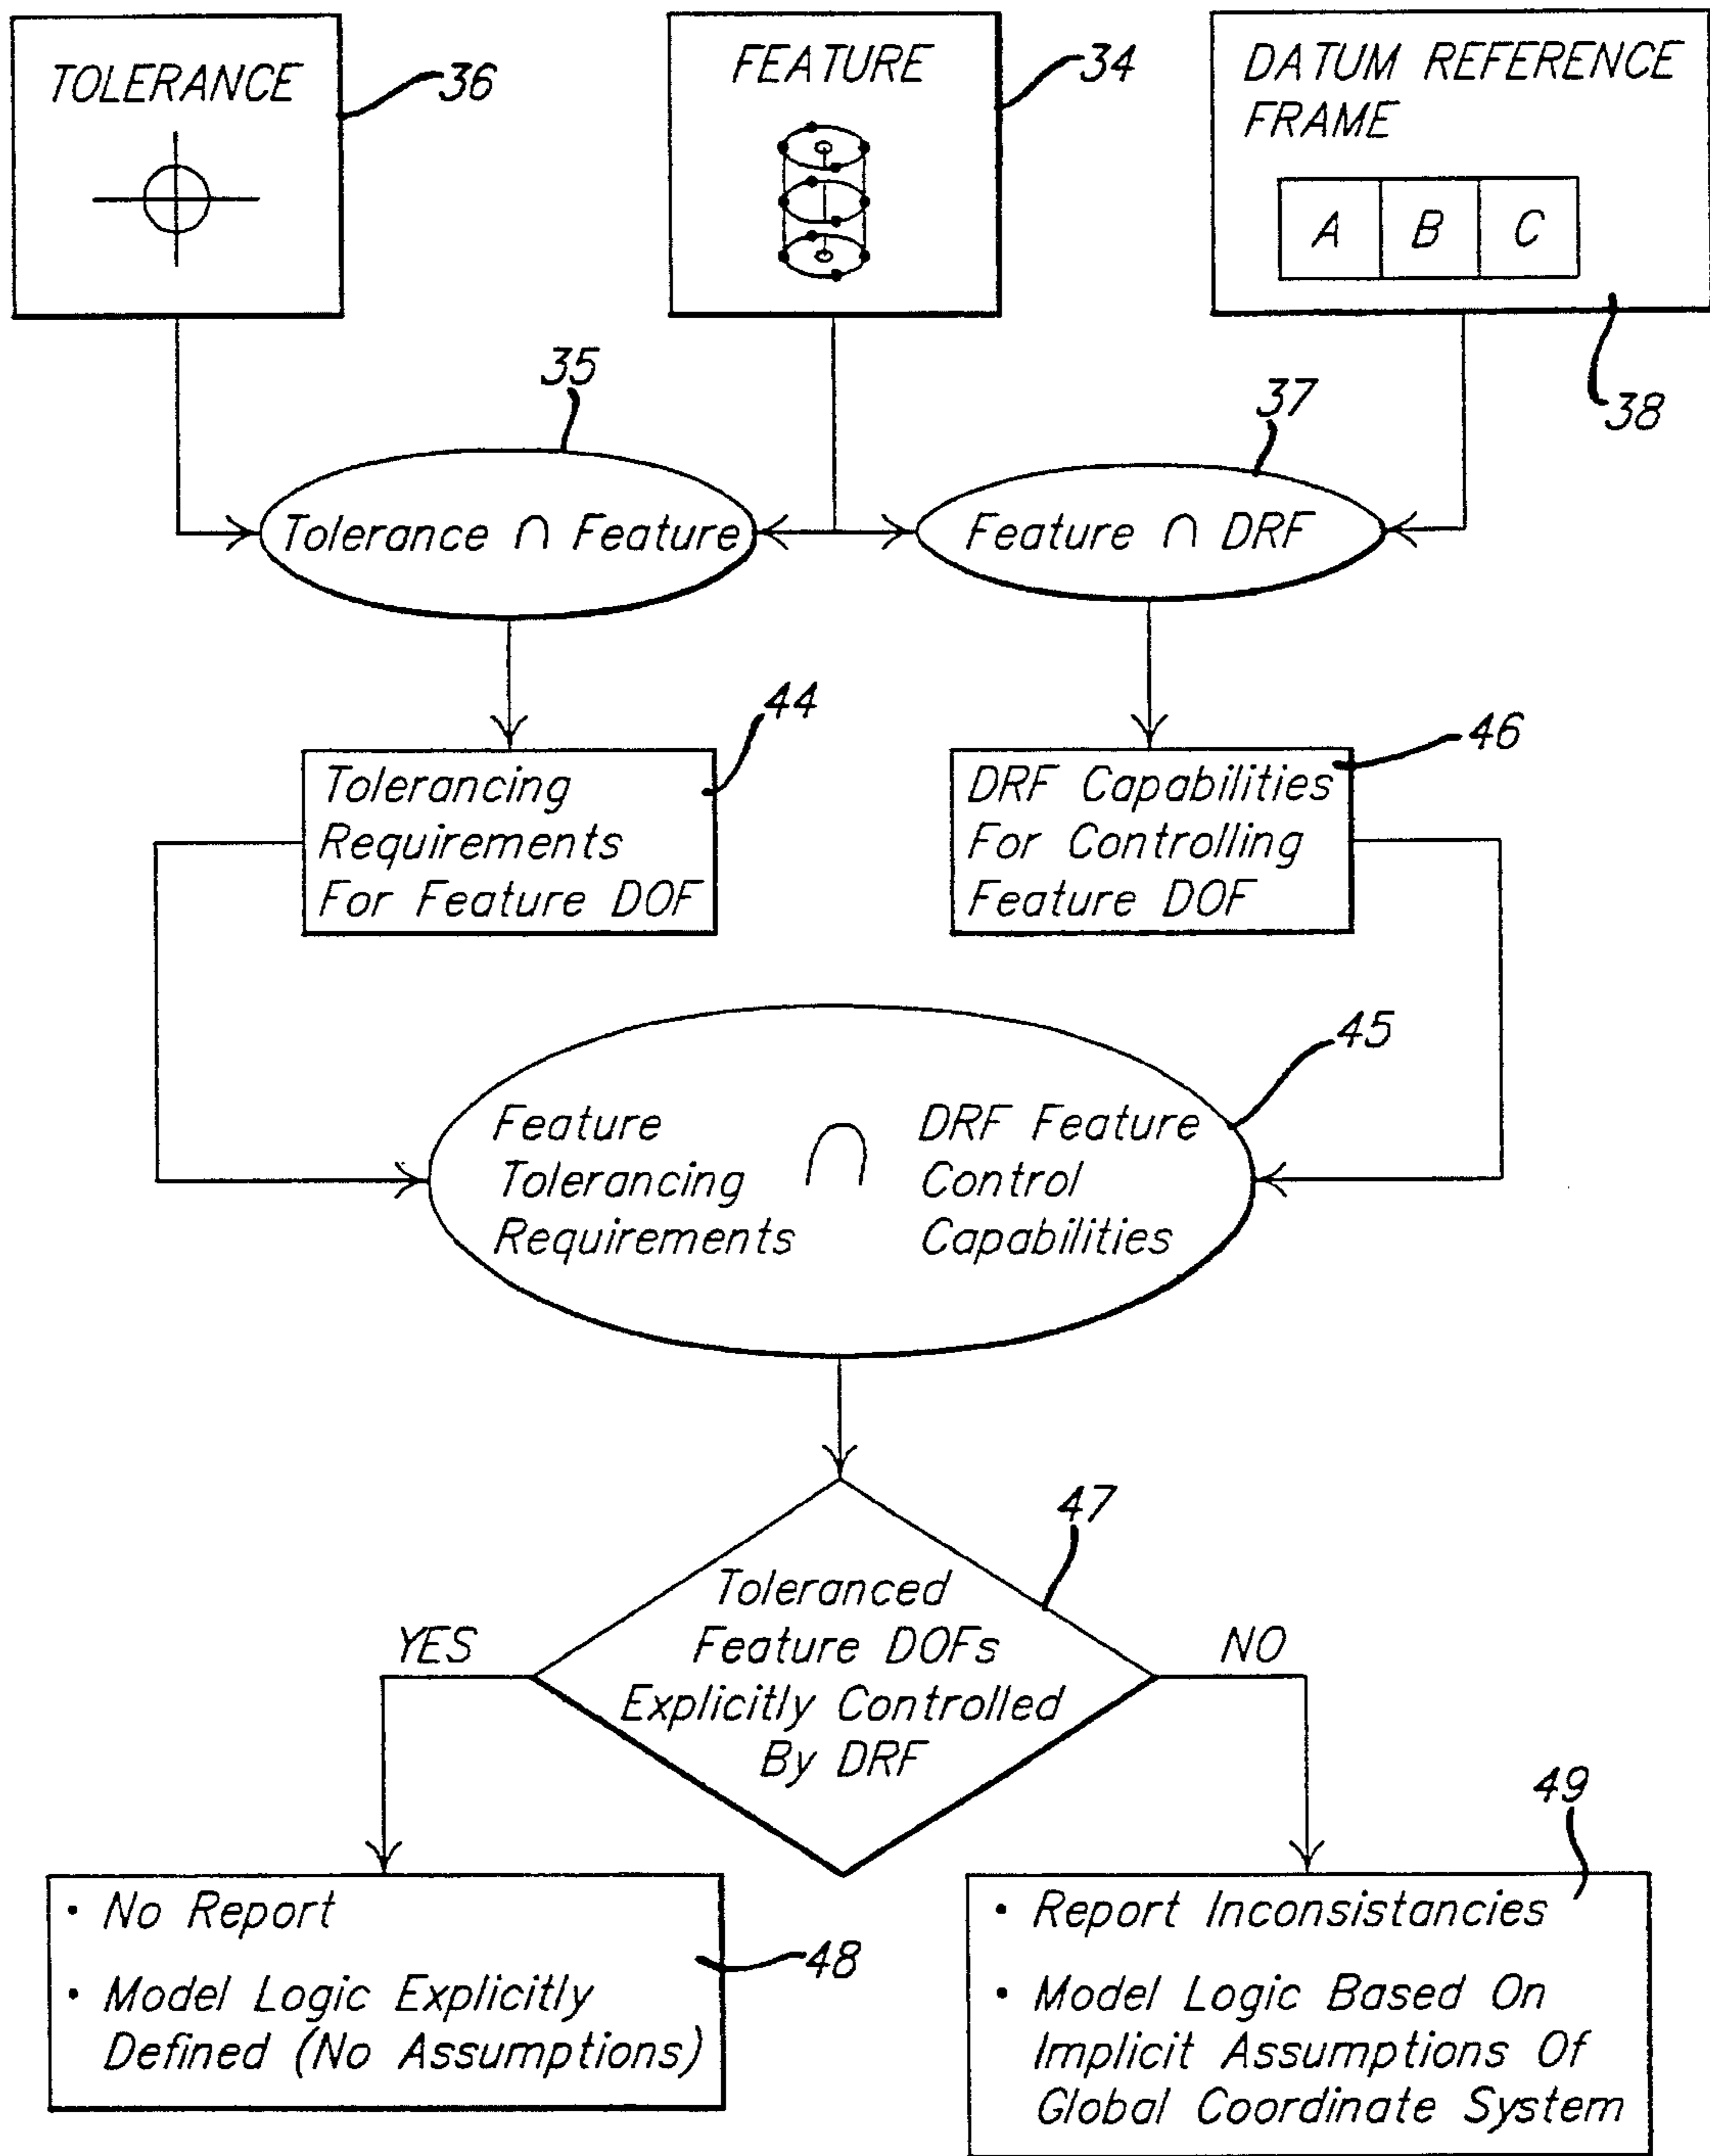 TOLERANCE
36
FEATURE
34
DATUM REFERENCE
FRAME
A B C
38
35
37
Tolerance ∩ Feature
Feature ∩ DRF
44
46
Tolerancing
Requirements
For Feature DOF
DRF Capabilities
For Controlling
Feature DOF
45
Feature
Tolerancing
Requirements
∩
DRF Feature
Control
Capabilities
47
Toleranced
Feature DOFs
Explicitly Controlled
By DRF
YES
NO
49
• No Report
• Model Logic Explicitly
Defined (No Assumptions)
48
• Report Inconsistancies
• Model Logic Based On
Implicit Assumptions Of
Global Coordinate System